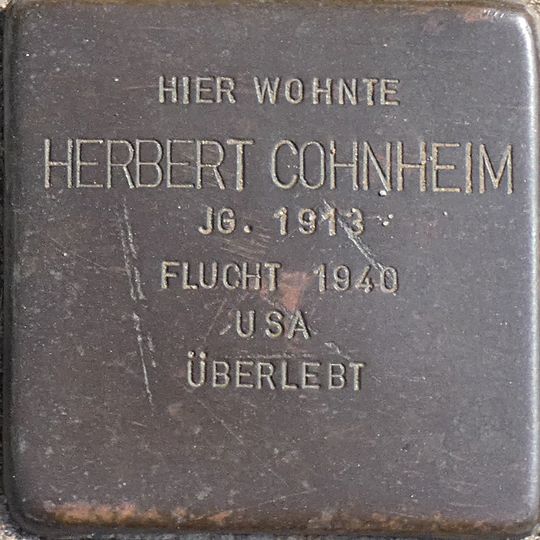 HIER WOHNTE
HERBERT COHNHEIM
JG. 1913
FLUCHT 1940
USA
ÜBERLEBT